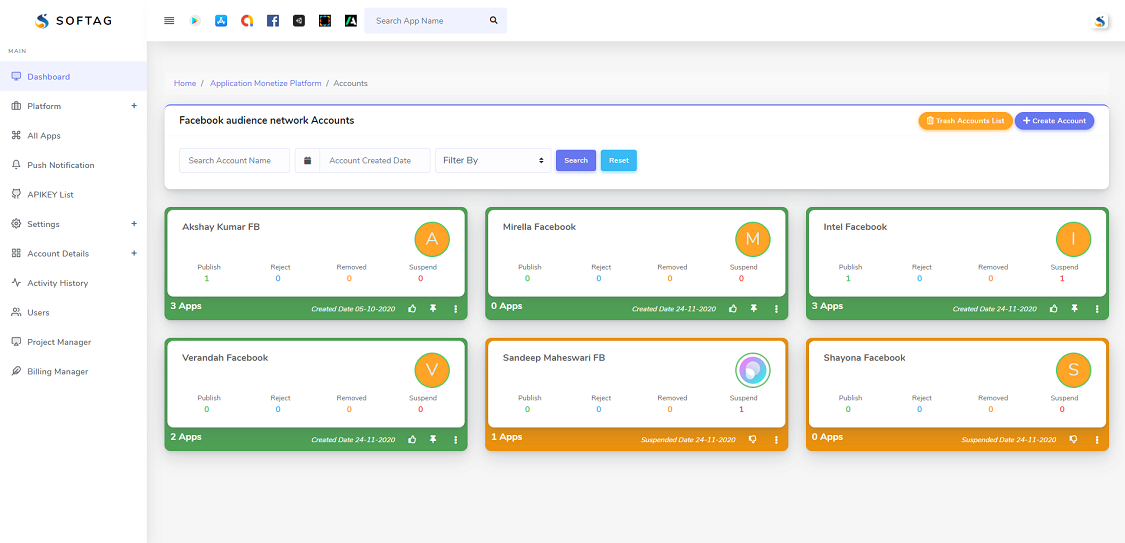 SOFTAG
Search App Name
MAIN
Dashboard
Platform +
All Apps
Push Notification
APIKEY List
Settings +
Account Details +
Activity History
Users
Project Manager
Billing Manager
Home / Application Monetize Platform / Accounts
Facebook audience network Accounts
Trash Accounts List
+ Create Account
Search Account Name
Account Created Date
Filter By
Search
Reset
Akshay Kumar FB
A
Publish Reject Removed Suspend
1 0 0 0
3 Apps
Created Date 05-10-2020
Mirella Facebook
M
Publish Reject Removed Suspend
0 0 0 0
0 Apps
Created Date 24-11-2020
Intel Facebook
I
Publish Reject Removed Suspend
1 0 0 1
3 Apps
Created Date 24-11-2020
Verandah Facebook
V
Publish Reject Removed Suspend
0 0 0 0
2 Apps
Created Date 24-11-2020
Sandeep Maheswari FB
Publish Reject Removed Suspend
0 0 0 1
1 Apps
Suspended Date 24-11-2020
Shayona Facebook
S
Publish Reject Removed Suspend
0 0 0 0
0 Apps
Suspended Date 24-11-2020